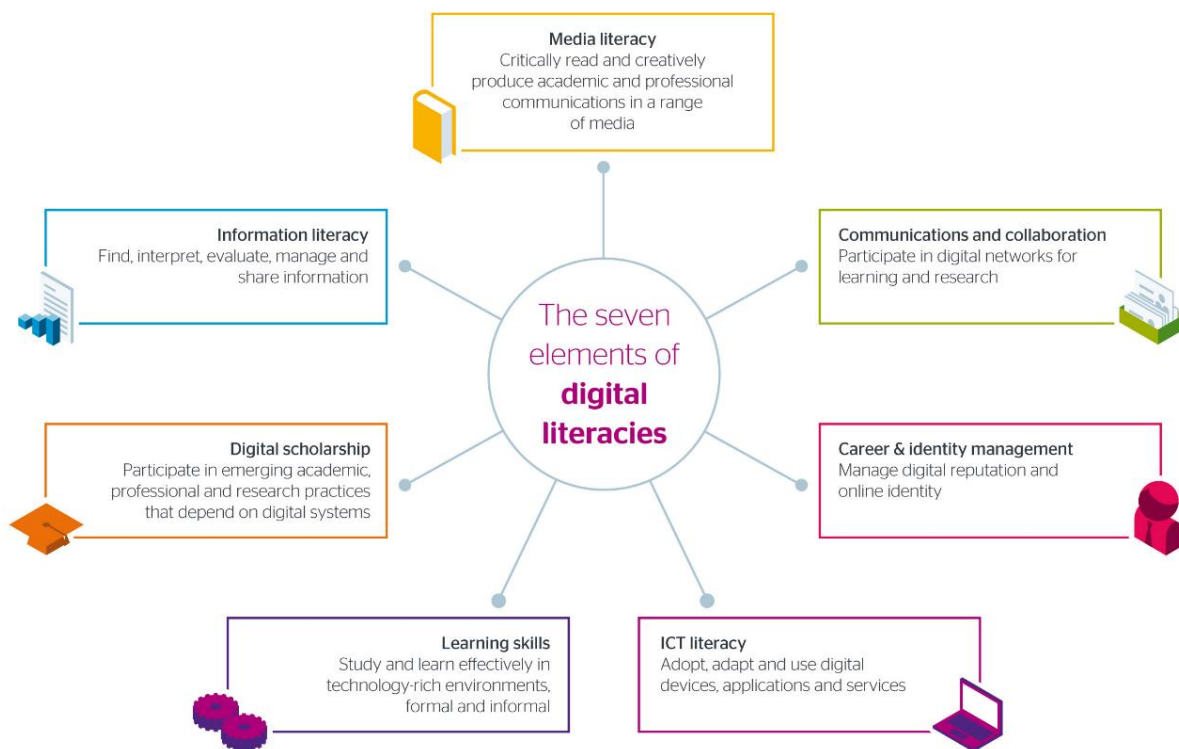 Media literacy
Critically read and creatively
produce academic and professional
communications in a range
of media
Information literacy
Find, interpret, evaluate, manage and
share information
Communications and collaboration
Participate in digital networks for
learning and research
The seven
elements of
digital
literacies
Digital scholarship
Participate in emerging academic,
professional and research practices
that depend on digital systems
Career & identity management
Manage digital reputation and
online identity
Learning skills
Study and learn effectively in
technology-rich environments,
formal and informal
ICT literacy
Adopt, adapt and use digital
devices, applications and services